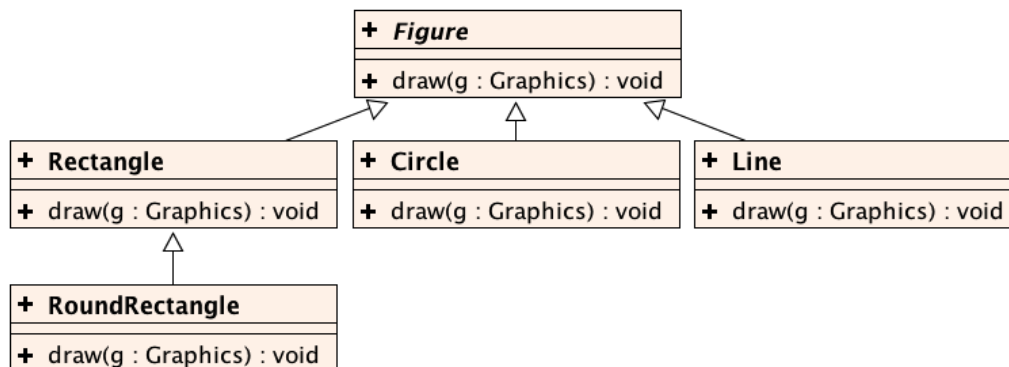 + Figure
+ draw(g : Graphics) : void
+ Rectangle
+ draw(g : Graphics) : void
+ Circle
+ draw(g : Graphics) : void
+ Line
+ draw(g : Graphics) : void
+ RoundRectangle
+ draw(g : Graphics) : void